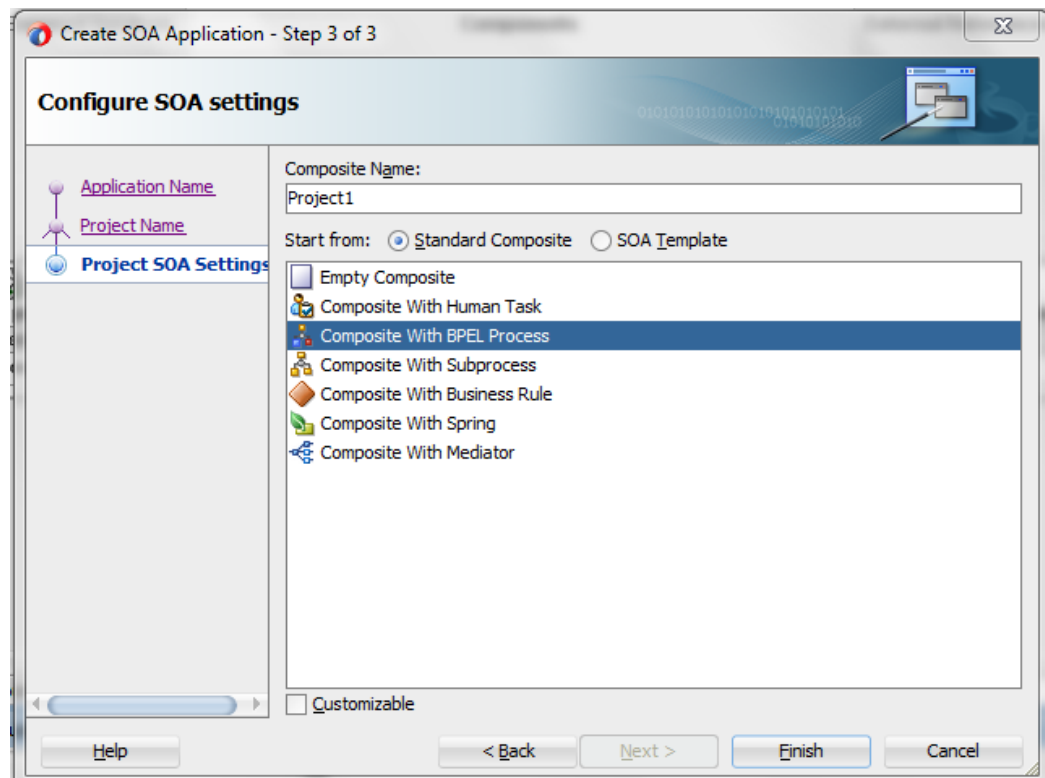 Create SOA Application - Step 3 of 3
Components
Configure SOA settings
Application Name
Project Name
Project SOA Settings
Composite Name:
Project1
Start from: Standard Composite SOA Template
Empty Composite
Composite With Human Task
Composite With BPEL Process
Composite With Subprocess
Composite With Business Rule
Composite With Spring
Composite With Mediator
Customizable
Help < Back Next > Finish Cancel